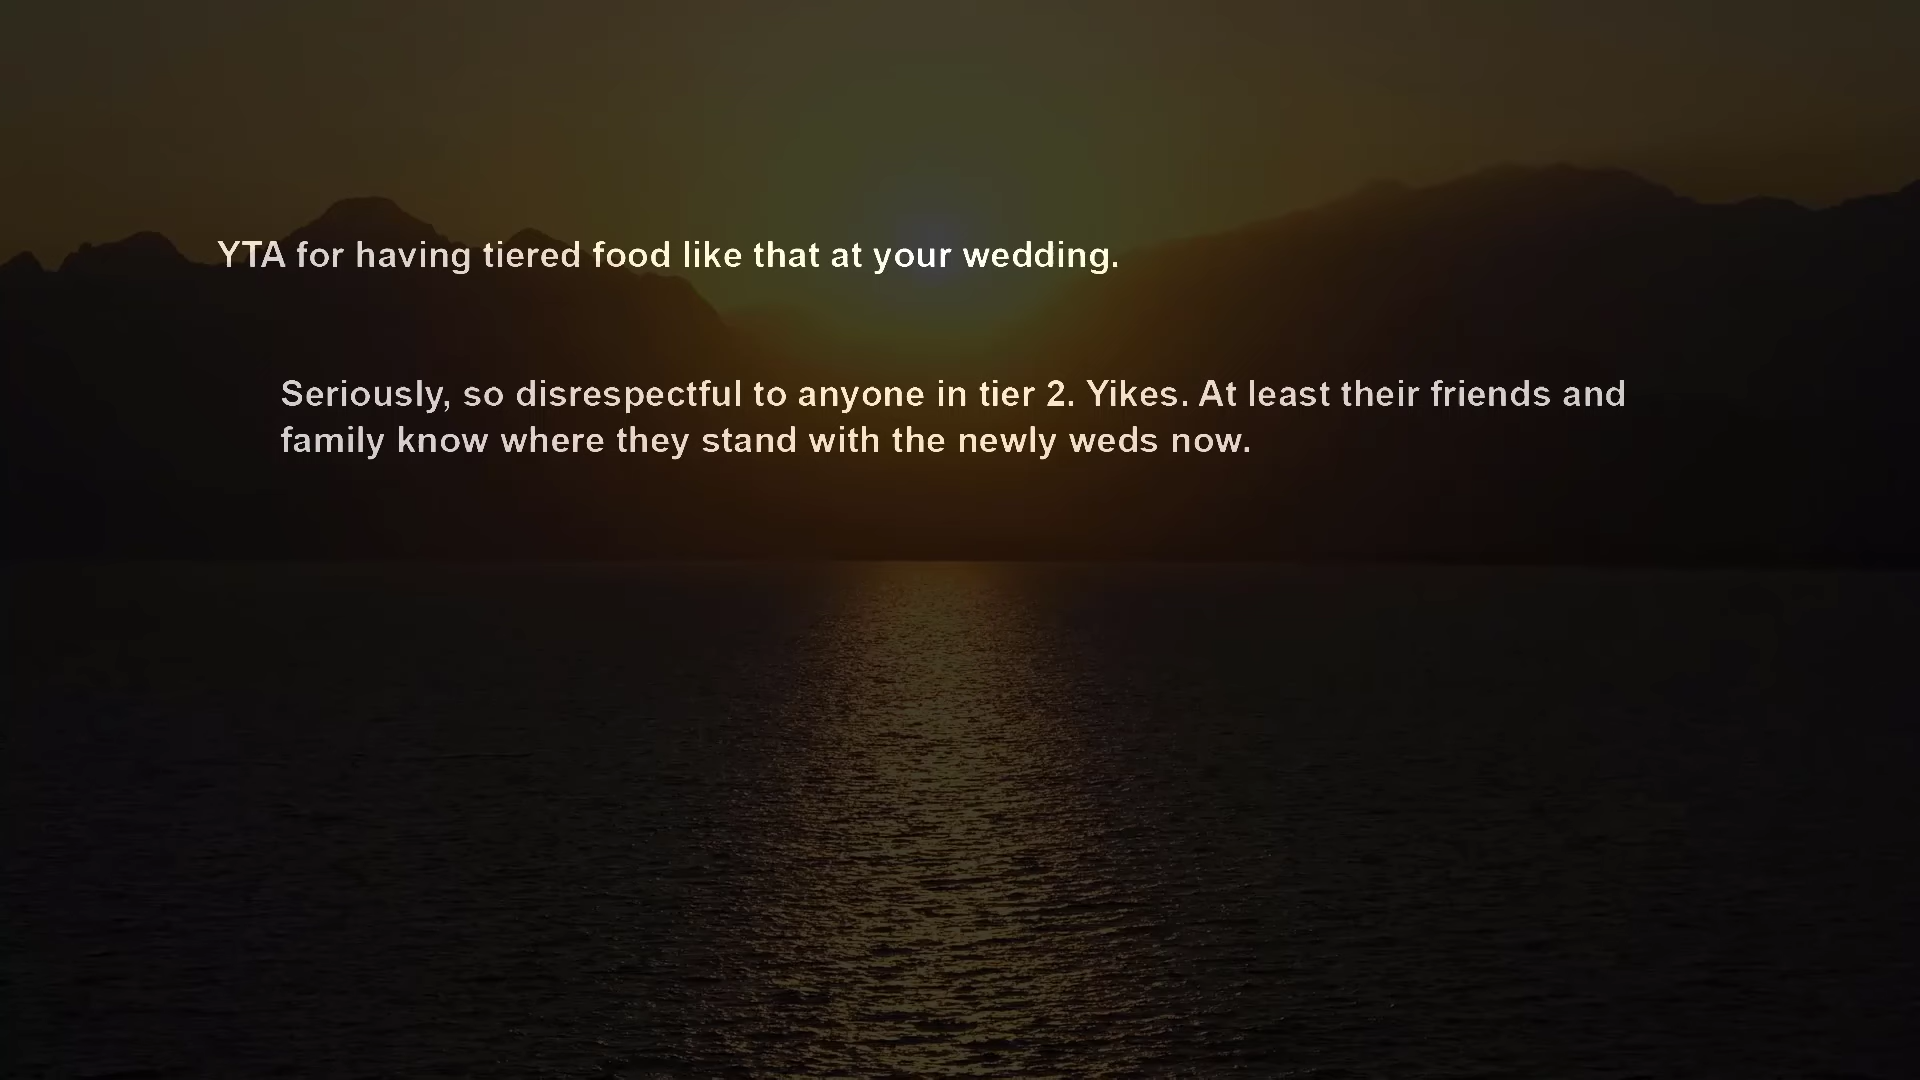 YTA for having tiered food like that at your wedding.
Seriously, so disrespectful to anyone in tier 2. Yikes. At least their friends and
family know where they stand with the newly weds now.